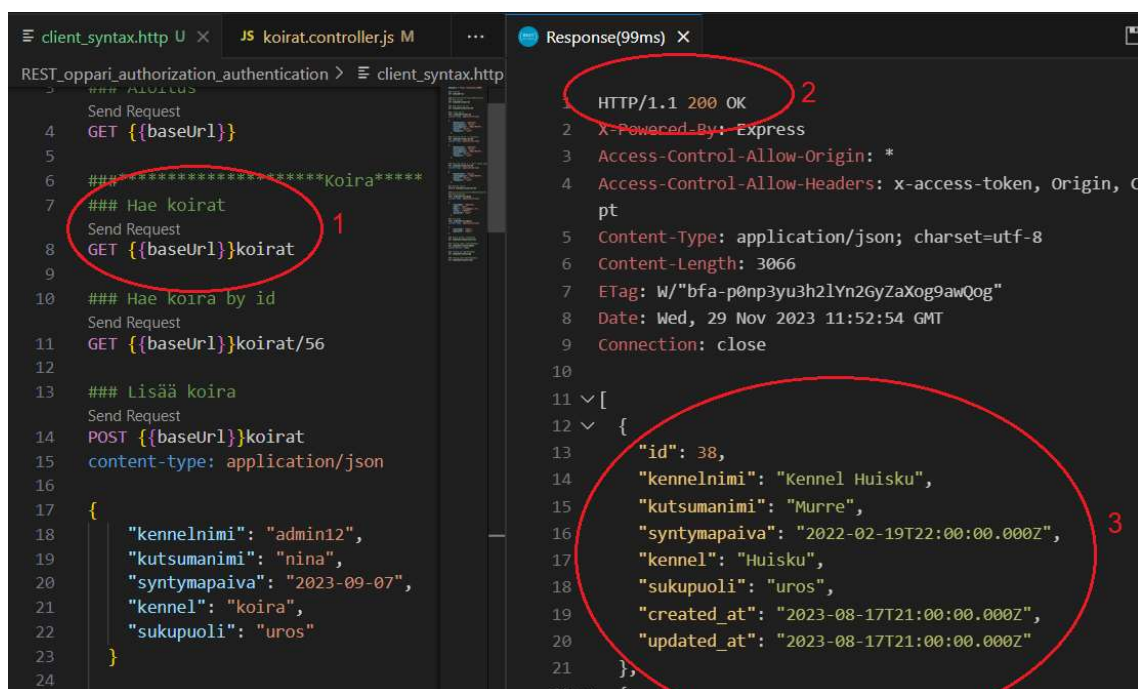 client_syntax.http U
JS koirat.controller.js M
...
REST_oppari_authorization_authentication > client_syntax.http
3 ### Aloitus
Send Request
4 GET {{baseUrl}}
5
6 ###*********************Koira*****
7 ### Hae koirat
Send Request
8 GET {{baseUrl}}koirat
9
10 ### Hae koira by id
Send Request
11 GET {{baseUrl}}koirat/56
12
13 ### Lisää koira
Send Request
14 POST {{baseUrl}}koirat
15 content-type: application/json
16
17 {
18 "kennelnimi": "admin12",
19 "kutsumanimi": "nina",
20 "syntymapaiva": "2023-09-07",
21 "kennel": "koira",
22 "sukupuoli": "uros"
23 }
24
1
Response(99ms)
1 HTTP/1.1 200 OK
2 X-Powered-By: Express
3 Access-Control-Allow-Origin: *
4 Access-Control-Allow-Headers: x-access-token, Origin,
pt
5 Content-Type: application/json; charset=utf-8
6 Content-Length: 3066
7 ETag: W/"bfa-p0np3yu3h2lYn2GyZaXog9awQog"
8 Date: Wed, 29 Nov 2023 11:52:54 GMT
9 Connection: close
10
11 [
12 {
13 "id": 38,
14 "kennelnimi": "Kennel Huisku",
15 "kutsumanimi": "Murre",
16 "syntymapaiva": "2022-02-19T22:00:00.000Z",
17 "kennel": "Huisku",
18 "sukupuoli": "uros",
19 "created_at": "2023-08-17T21:00:00.000Z",
20 "updated_at": "2023-08-17T21:00:00.000Z"
21 },
2
3